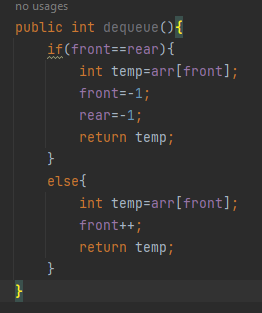 no usages
public int dequeue(){
if(front==rear){
int temp=arr[front];
front=-1;
rear=-1;
return temp;
}
else{
int temp=arr[front];
front++;
return temp;
}
}